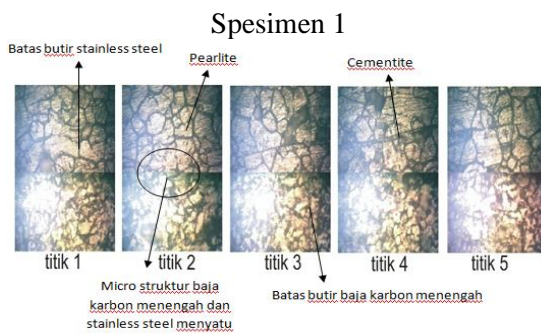 Spesimen 1
Batas butir stainless steel
Pearlite
Cementite
titik 1
titik 2
titik 3
titik 4
titik 5
Micro struktur baja
karbon menengah dan
stainless steel menyatu
Batas butir baja karbon menengah